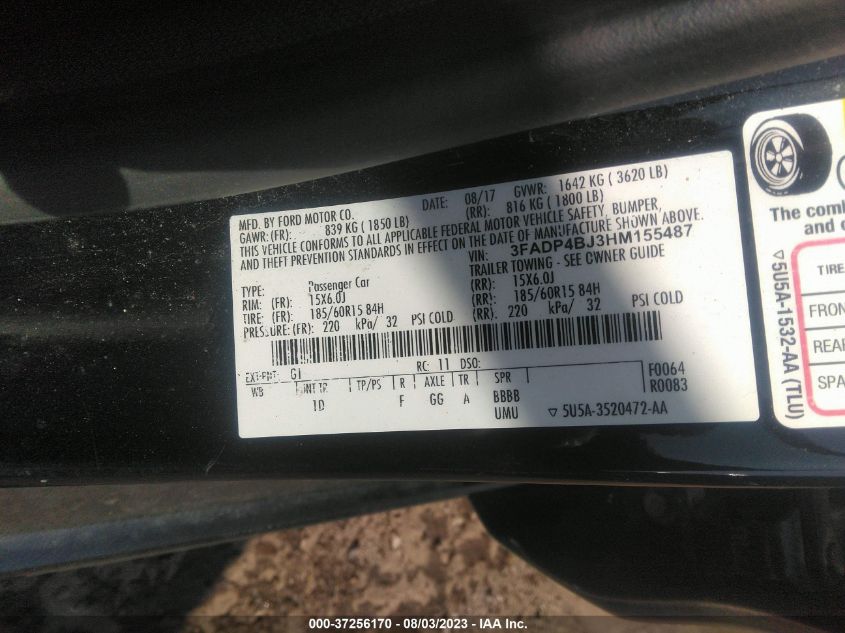 MFD. BY FORD MOTOR CO.
DATE: 08/17 GVWR: 1642 KG ( 3620 LB)
GAWR: (FR): 839 KG ( 1850 LB) (RR): 816 KG ( 1800 LB)
THIS VEHICLE CONFORMS TO ALL APPLICABLE FEDERAL MOTOR VEHICLE SAFETY, BUMPER,
AND THEFT PREVENTION STANDARDS IN EFFECT ON THE DATE OF MANUFACTURE SHOWN ABOVE.
VIN: 3FADP4BJ3HM155487
TYPE: Passenger Car TRAILER TOWING - SEE OWNER GUIDE
RIM: (FR): 15X6.0J (RR): 15X6.0J
TIRE: (FR): 185/60R15 84H (RR): 185/60R15 84H
PRESSURE: (FR): 220 kPa/ 32 PSI COLD (RR): 220 kPa/ 32 PSI COLD
EXT PNT: G1 RC: 11 DSO: F0064
WB INT TR TP/PS R AXLE TR SPR R0083
1D F GG A BBBB
UMU ▽ 5U5A-3520472-AA
The comb
and c
TIRE
FRON
REAR
SPA
▽ 5U5A-1532-AA (TLU)
000-37256170 - 08/03/2023 - IAA Inc.